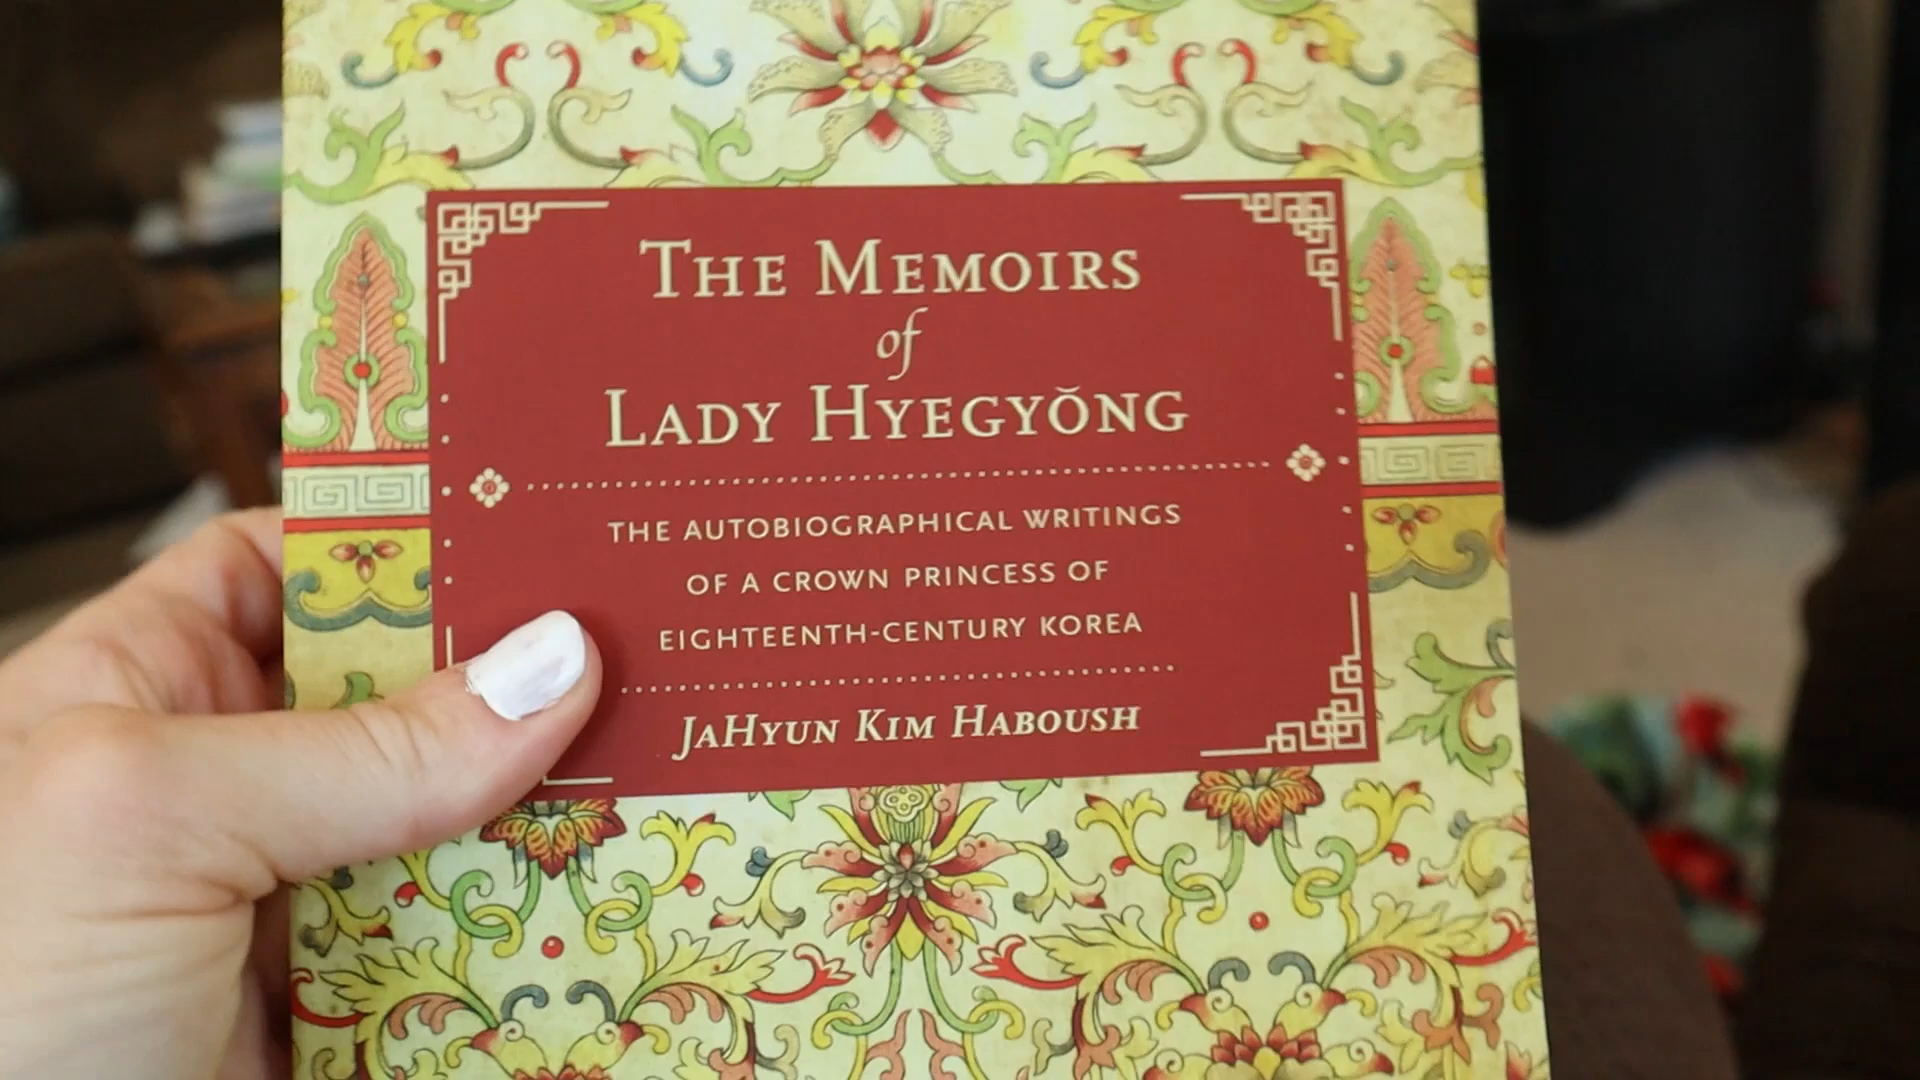 THE MEMOIRS
of
LADY HYEGYŎNG
THE AUTOBIOGRAPHICAL WRITINGS
OF A CROWN PRINCESS OF
EIGHTEENTH-CENTURY KOREA
JAHYUN KIM HABOUSH